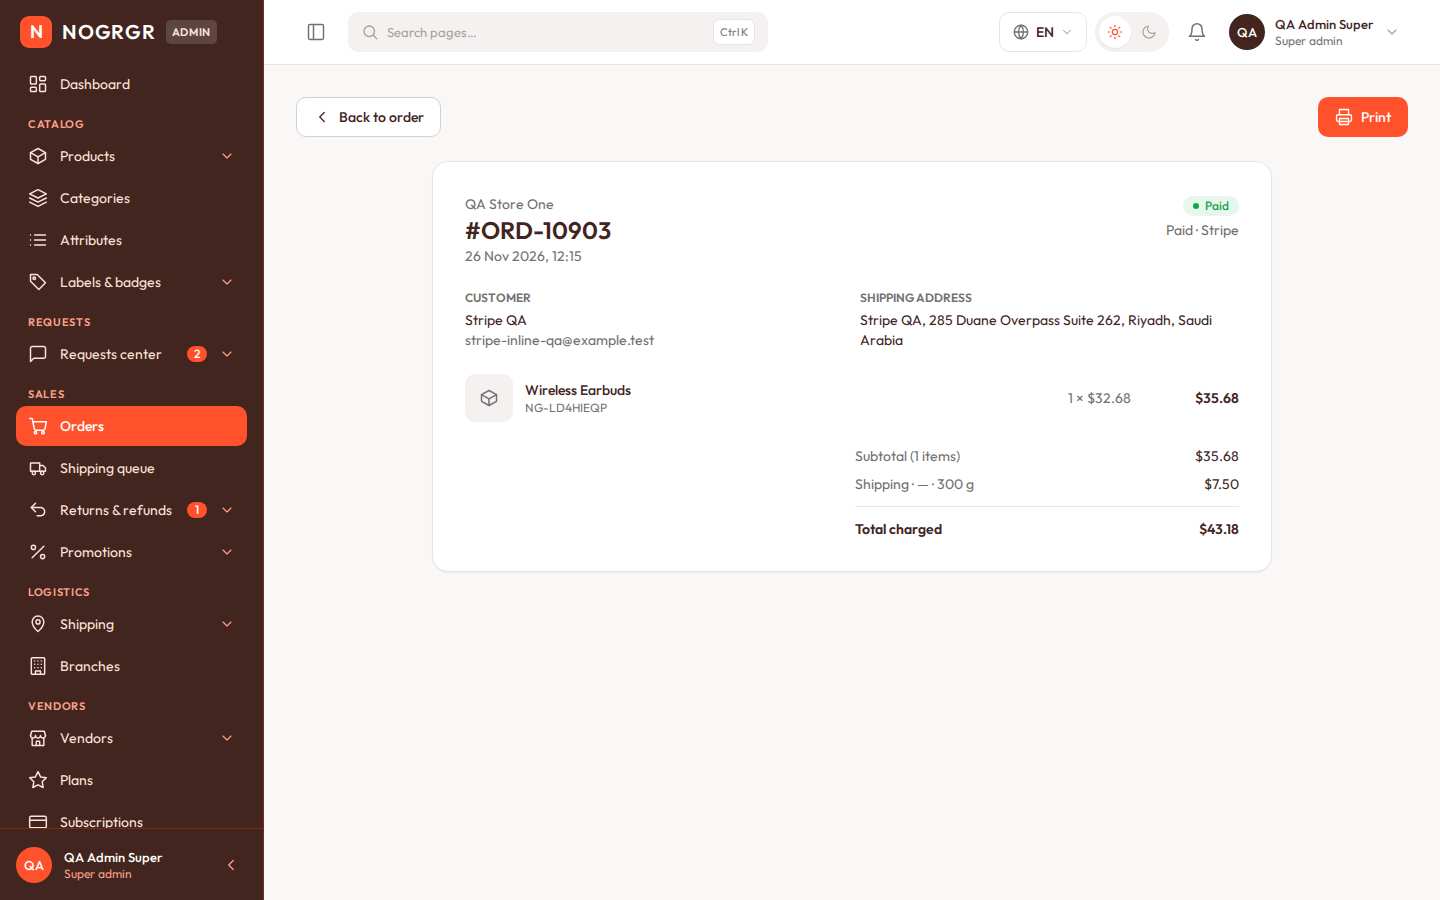 N NOGRGR ADMIN
Search pages...
Ctrl K
EN
QA
QA Admin Super
Super admin
Dashboard
CATALOG
Products
Categories
Attributes
Labels & badges
REQUESTS
Requests center 2
SALES
Orders
Shipping queue
Returns & refunds 1
Promotions
LOGISTICS
Shipping
Branches
VENDORS
Vendors
Plans
Subscriptions
QA
QA Admin Super
Super admin
Back to order
Print
QA Store One
#ORD-10903
26 Nov 2026, 12:15
Paid
Paid · Stripe
CUSTOMER
Stripe QA
stripe-inline-qa@example.test
SHIPPING ADDRESS
Stripe QA, 285 Duane Overpass Suite 262, Riyadh, Saudi
Arabia
Wireless Earbuds
NG-LD4HIEQP
1 × $32.68
$35.68
Subtotal (1 items) $35.68
Shipping · — · 300 g $7.50
Total charged $43.18